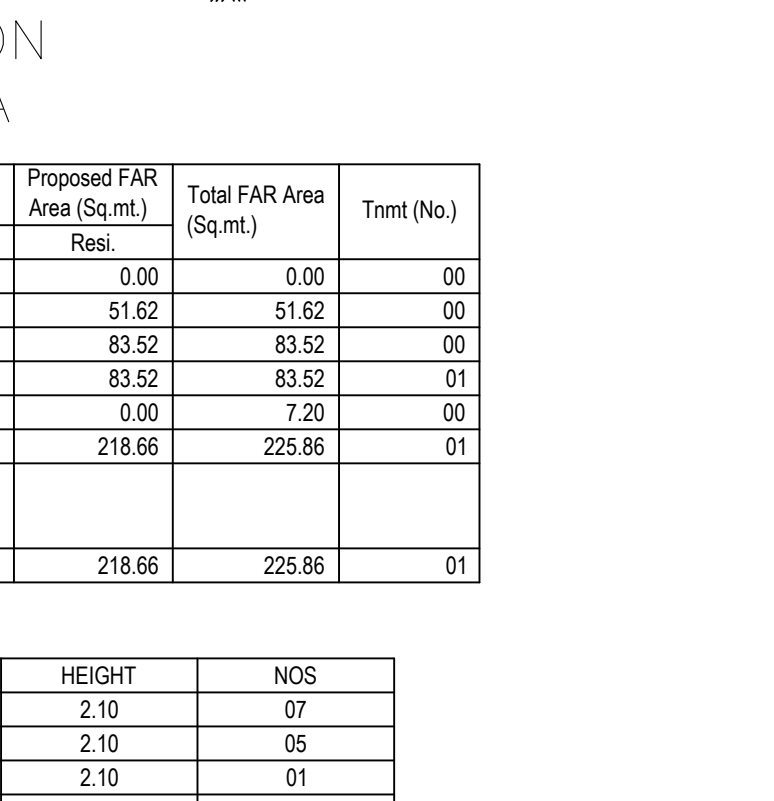 ON
A
Proposed FAR
Area (Sq.mt.)
Total FAR Area
(Sq.mt.)
Tnmt (No.)
Resi.
0.00 0.00 00
51.62 51.62 00
83.52 83.52 00
83.52 83.52 01
0.00 7.20 00
218.66 225.86 01
218.66 225.86 01
HEIGHT NOS
2.10 07
2.10 05
2.10 01